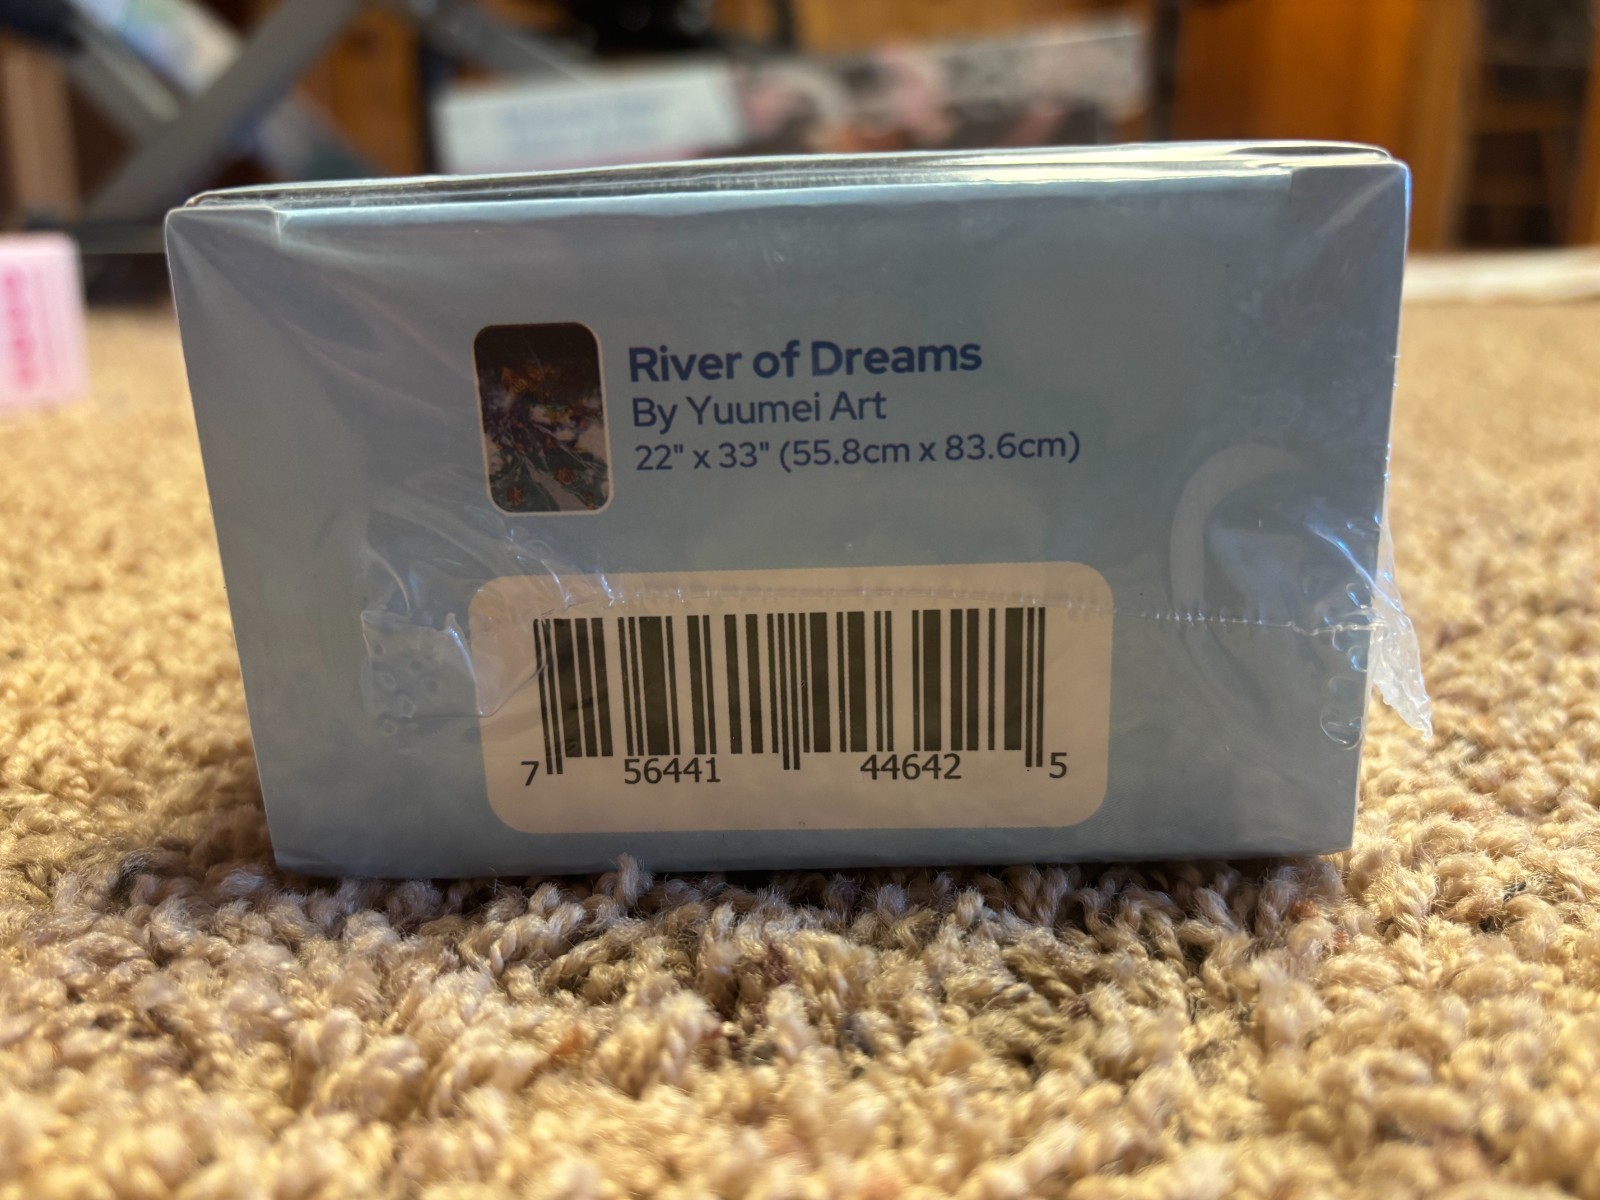 River of Dreams
By Yuumei Art
22" x 33" (55.8cm x 83.6cm)
7 56441 44642 5